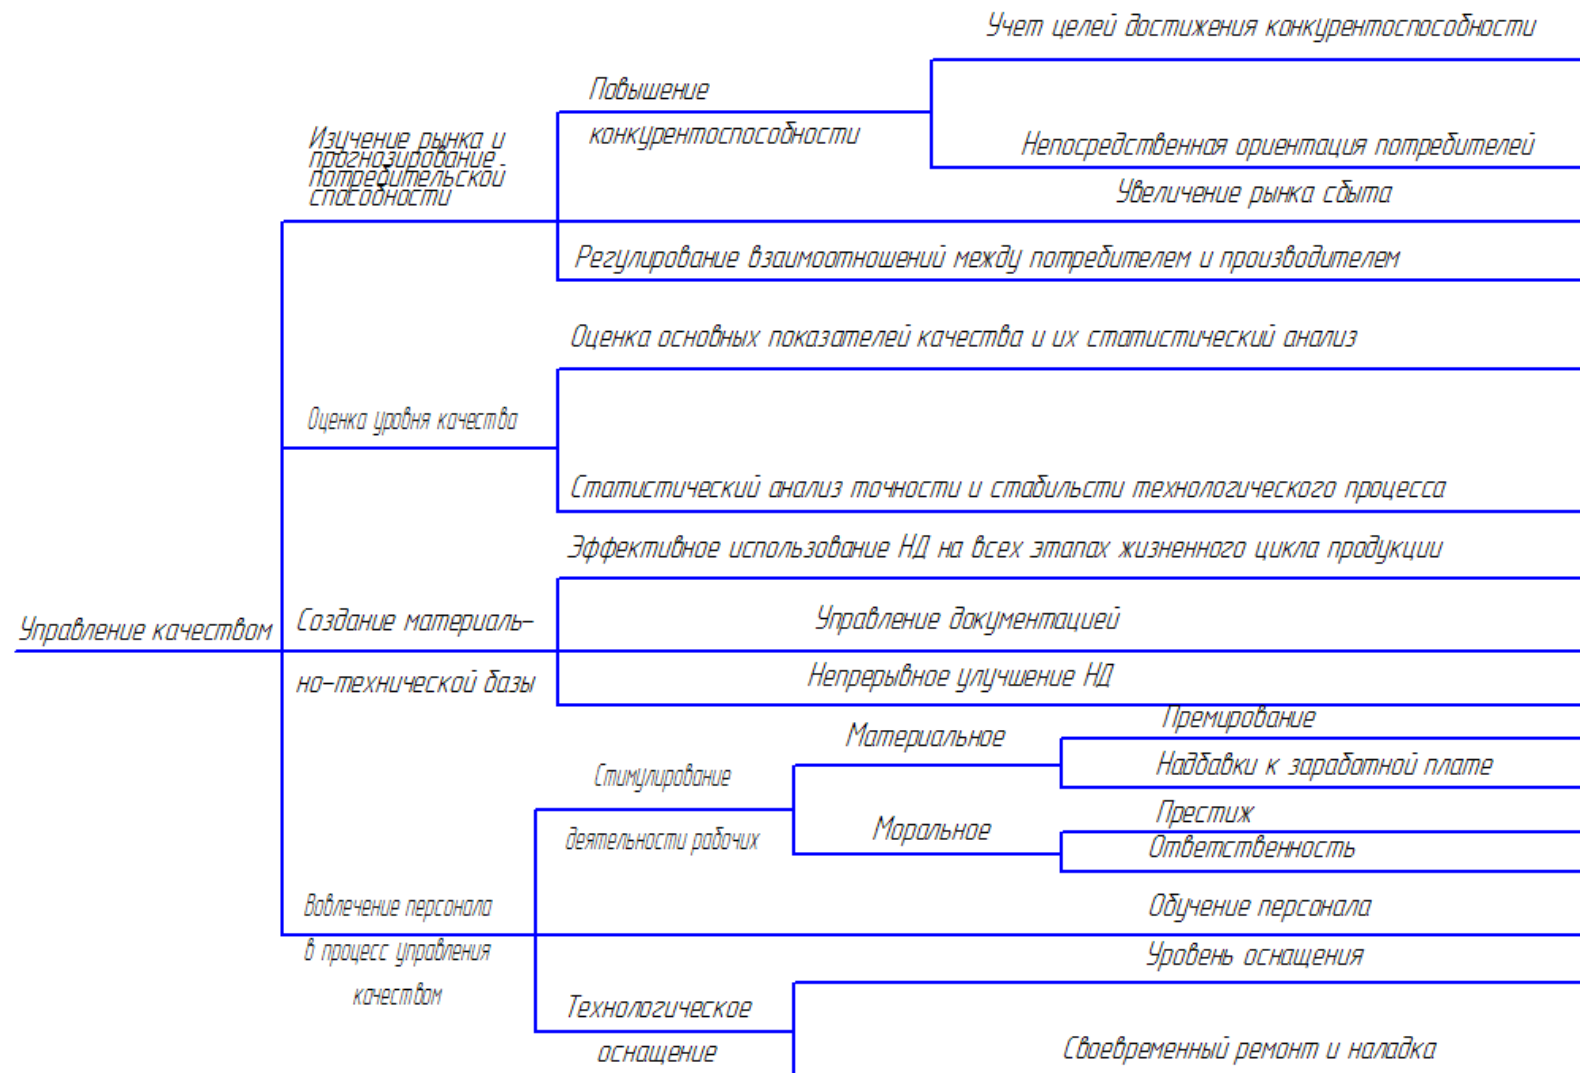 Учет целей достижения конкурентоспособности
Повышение
конкурентоспособности
Непосредственная ориентация потребителей
Изучение рынка и
прогнозирование
потребительской
способности
Увеличение рынка сбыта
Регулирование взаимоотношений между потребителем и производителем
Оценка основных показателей качества и их статистический анализ
Оценка уровня качества
Статистический анализ точности и стабильсти технологического процесса
Эффективное использование НД на всех этапах жизненного цикла продукции
Управление качеством
Создание материаль-
но-технической базы
Управление документацией
Непрерывное улучшение НД
Стимулирование
деятельности рабочих
Материальное
Премирование
Надбавки к заработной плате
Моральное
Престиж
Ответственность
Вовлечение персонала
в процесс управления
качеством
Обучение персонала
Уровень оснащения
Технологическое
оснащение
Своевременный ремонт и наладка